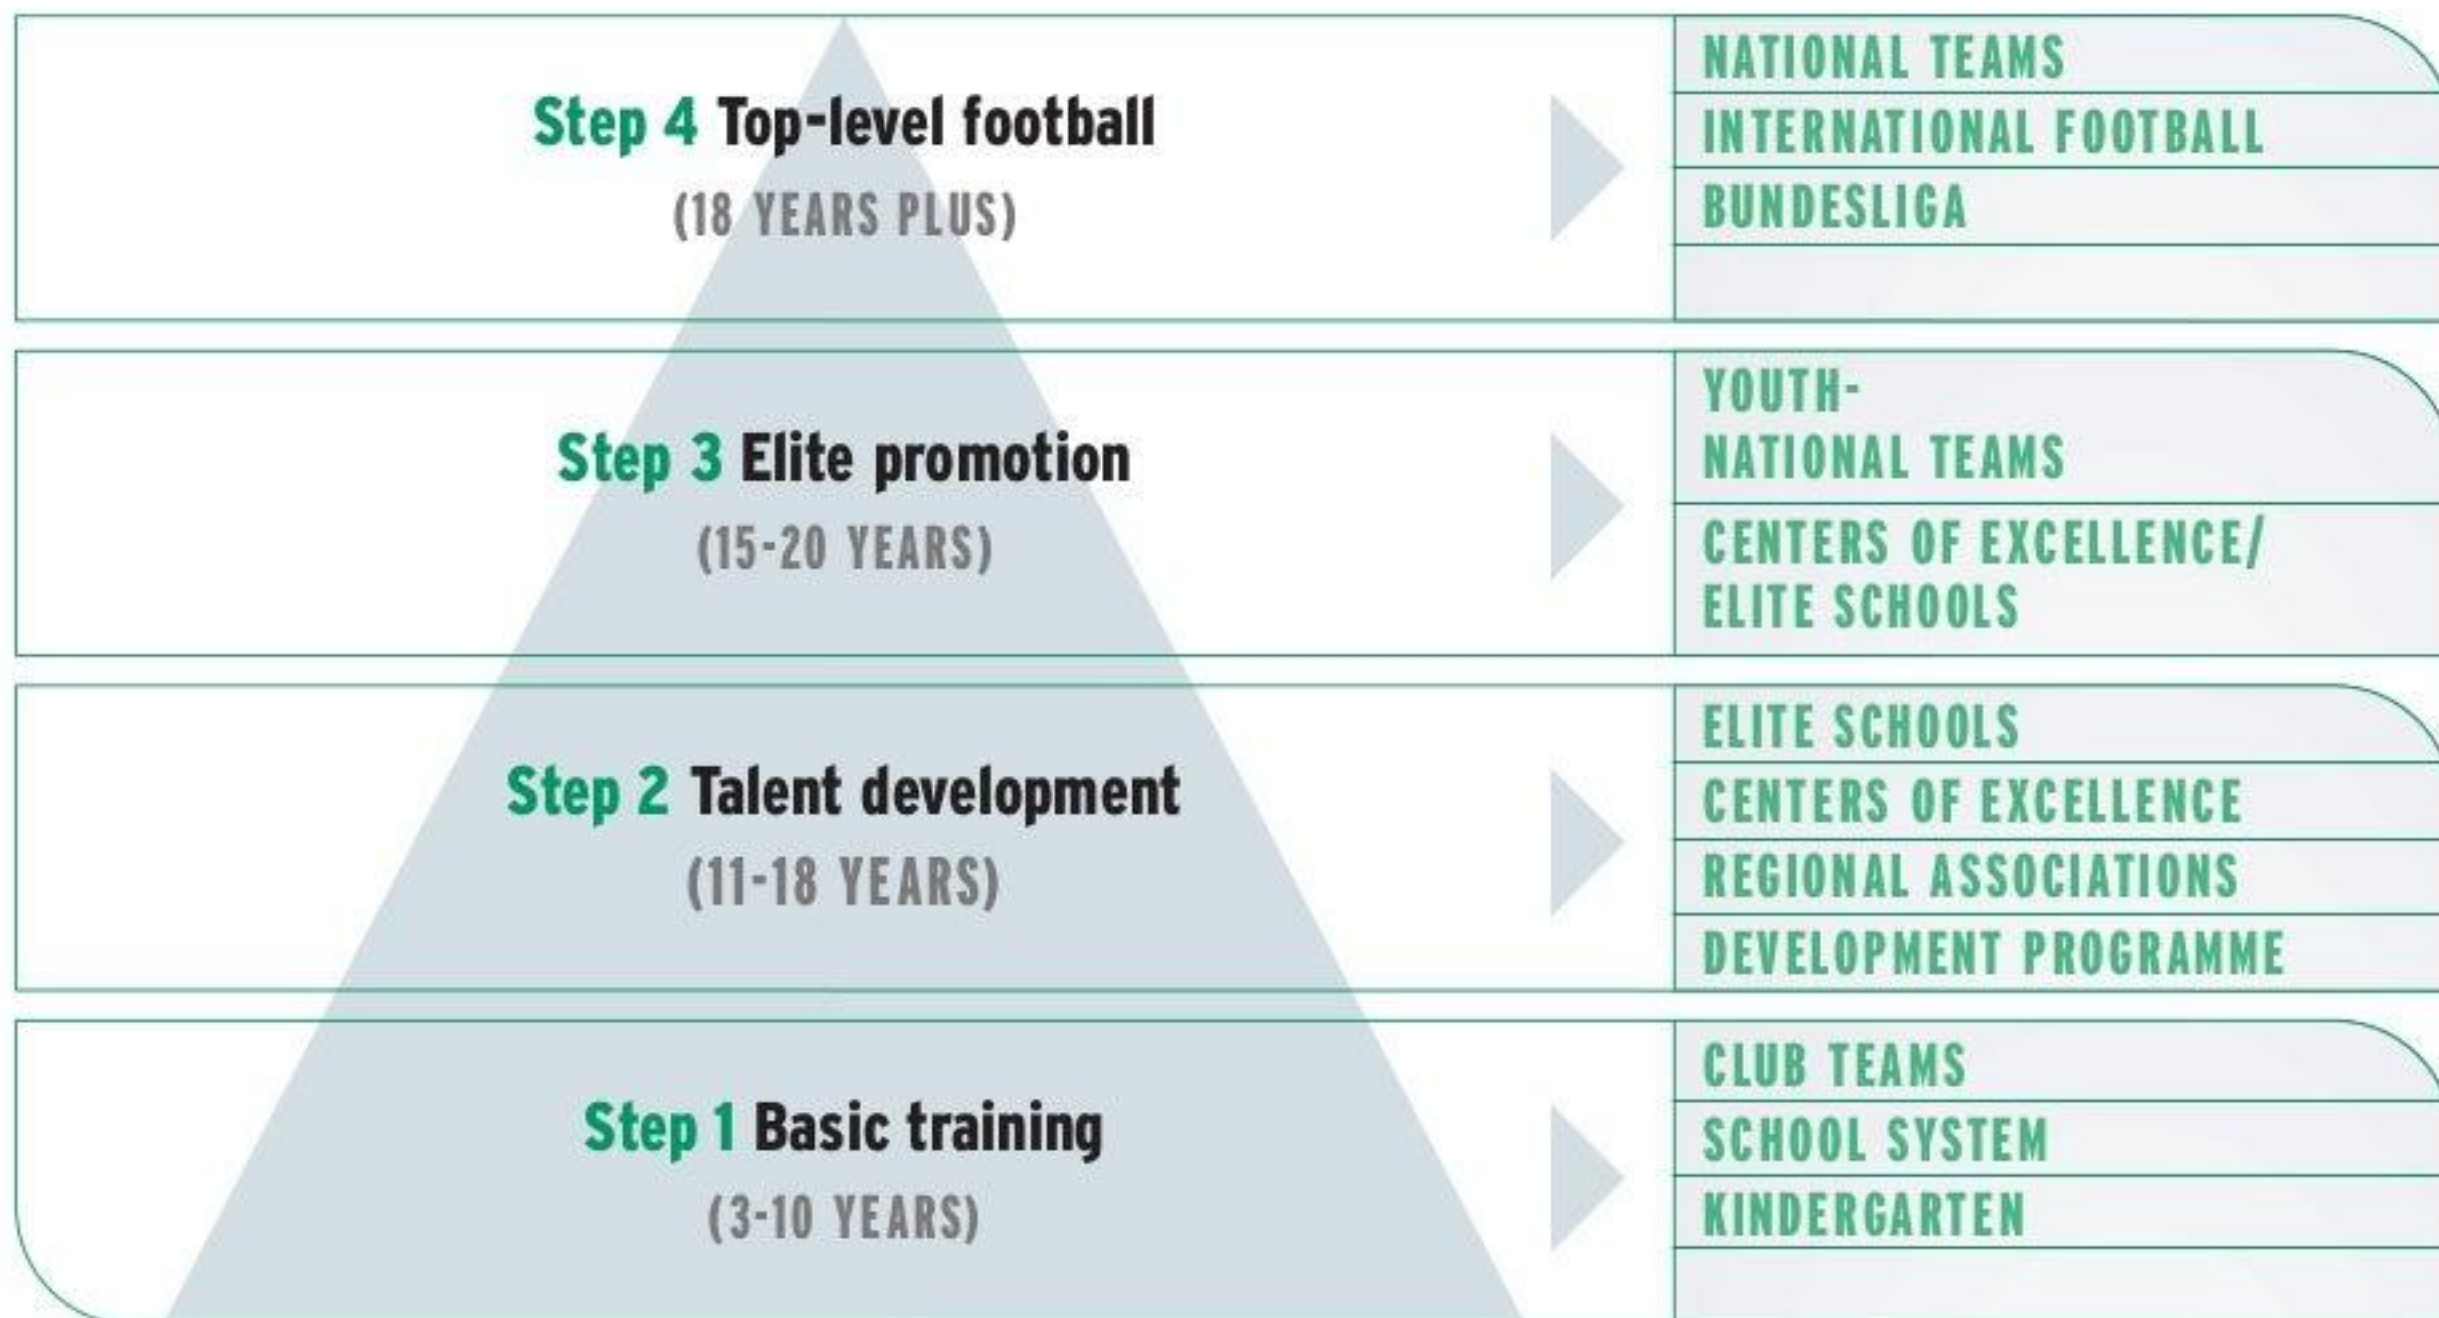 Step 4 Top-level football
(18 YEARS PLUS)
NATIONAL TEAMS
INTERNATIONAL FOOTBALL
BUNDESLIGA
Step 3 Elite promotion
(15-20 YEARS)
YOUTH-
NATIONAL TEAMS
CENTERS OF EXCELLENCE/
ELITE SCHOOLS
Step 2 Talent development
(11-18 YEARS)
ELITE SCHOOLS
CENTERS OF EXCELLENCE
REGIONAL ASSOCIATIONS
DEVELOPMENT PROGRAMME
Step 1 Basic training
(3-10 YEARS)
CLUB TEAMS
SCHOOL SYSTEM
KINDERGARTEN